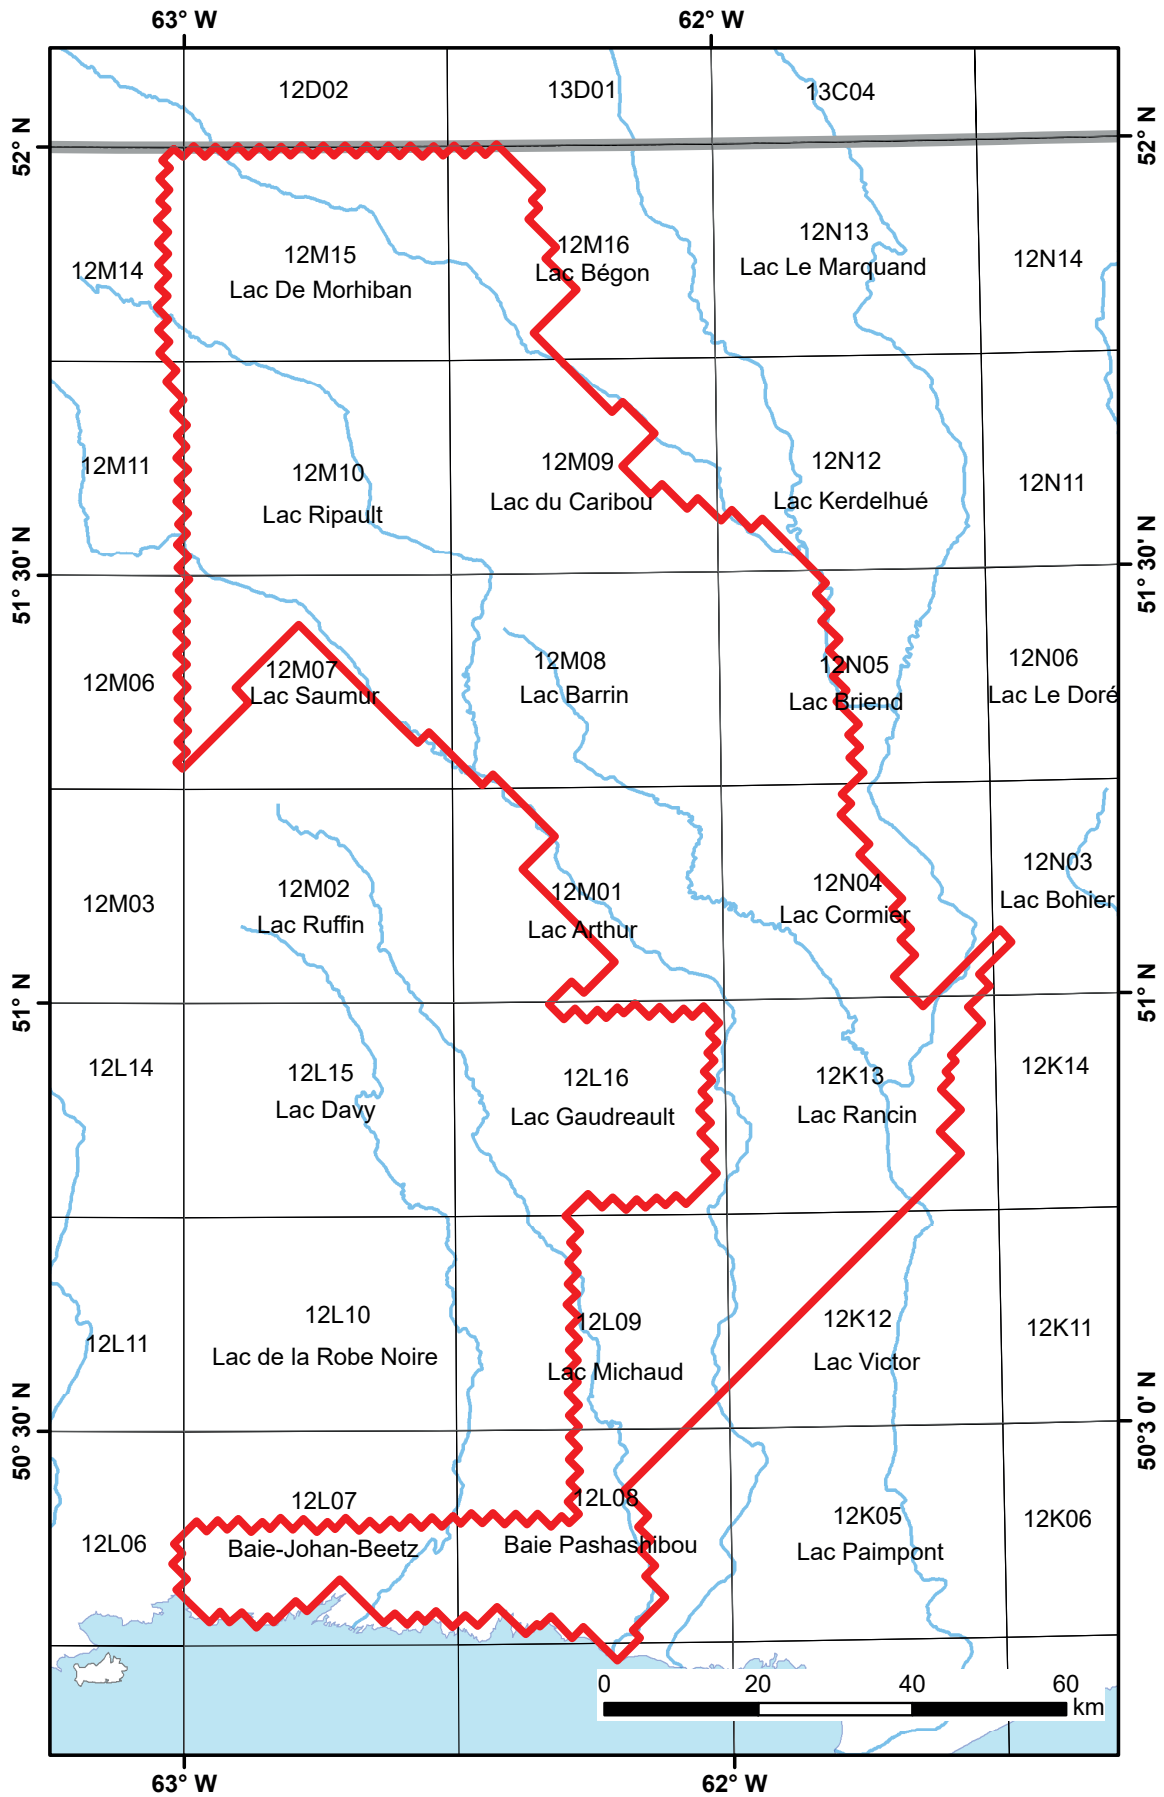 63° W
62° W
12D02
13D01
13C04
52° N
52° N
12M14
12M15
Lac De Morhiban
12M16
Lac Bégon
12N13
Lac Le Marquand
12N14
12M11
12M10
Lac Ripault
12M09
Lac du Caribou
12N12
Lac Kerdelhué
12N11
51° 30' N
51° 30' N
12M06
12M07
Lac Saumur
12M08
Lac Barrin
12N05
Lac Briend
12N06
Lac Le Doré
12M03
12M02
Lac Ruffin
12M01
Lac Arthur
12N04
Lac Cormier
12N03
Lac Bohier
51° N
51° N
12L14
12L15
Lac Davy
12L16
Lac Gaudreault
12K13
Lac Rancin
12K14
12L11
12L10
Lac de la Robe Noire
12L09
Lac Michaud
12K12
Lac Victor
12K11
50° 30' N
50°3 0' N
12L06
12L07
Baie-Johan-Beetz
12L08
Baie Pashashibou
12K05
Lac Paimpont
12K06
0 20 40 60
km
63° W
62° W